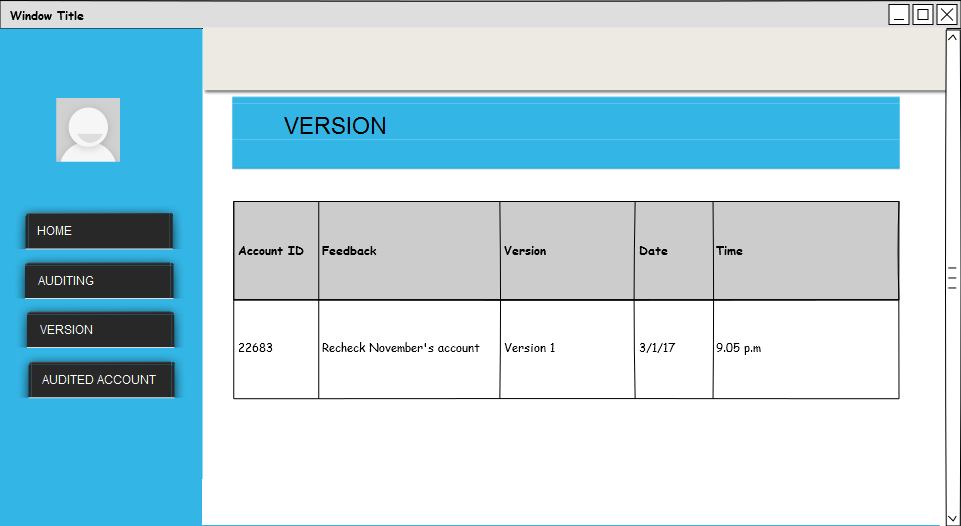 Window Title
HOME
AUDITING
VERSION
AUDITED ACCOUNT
VERSION
Account ID Feedback Version Date Time
22683 Recheck November's account Version 1 3/1/17 9.05 p.m